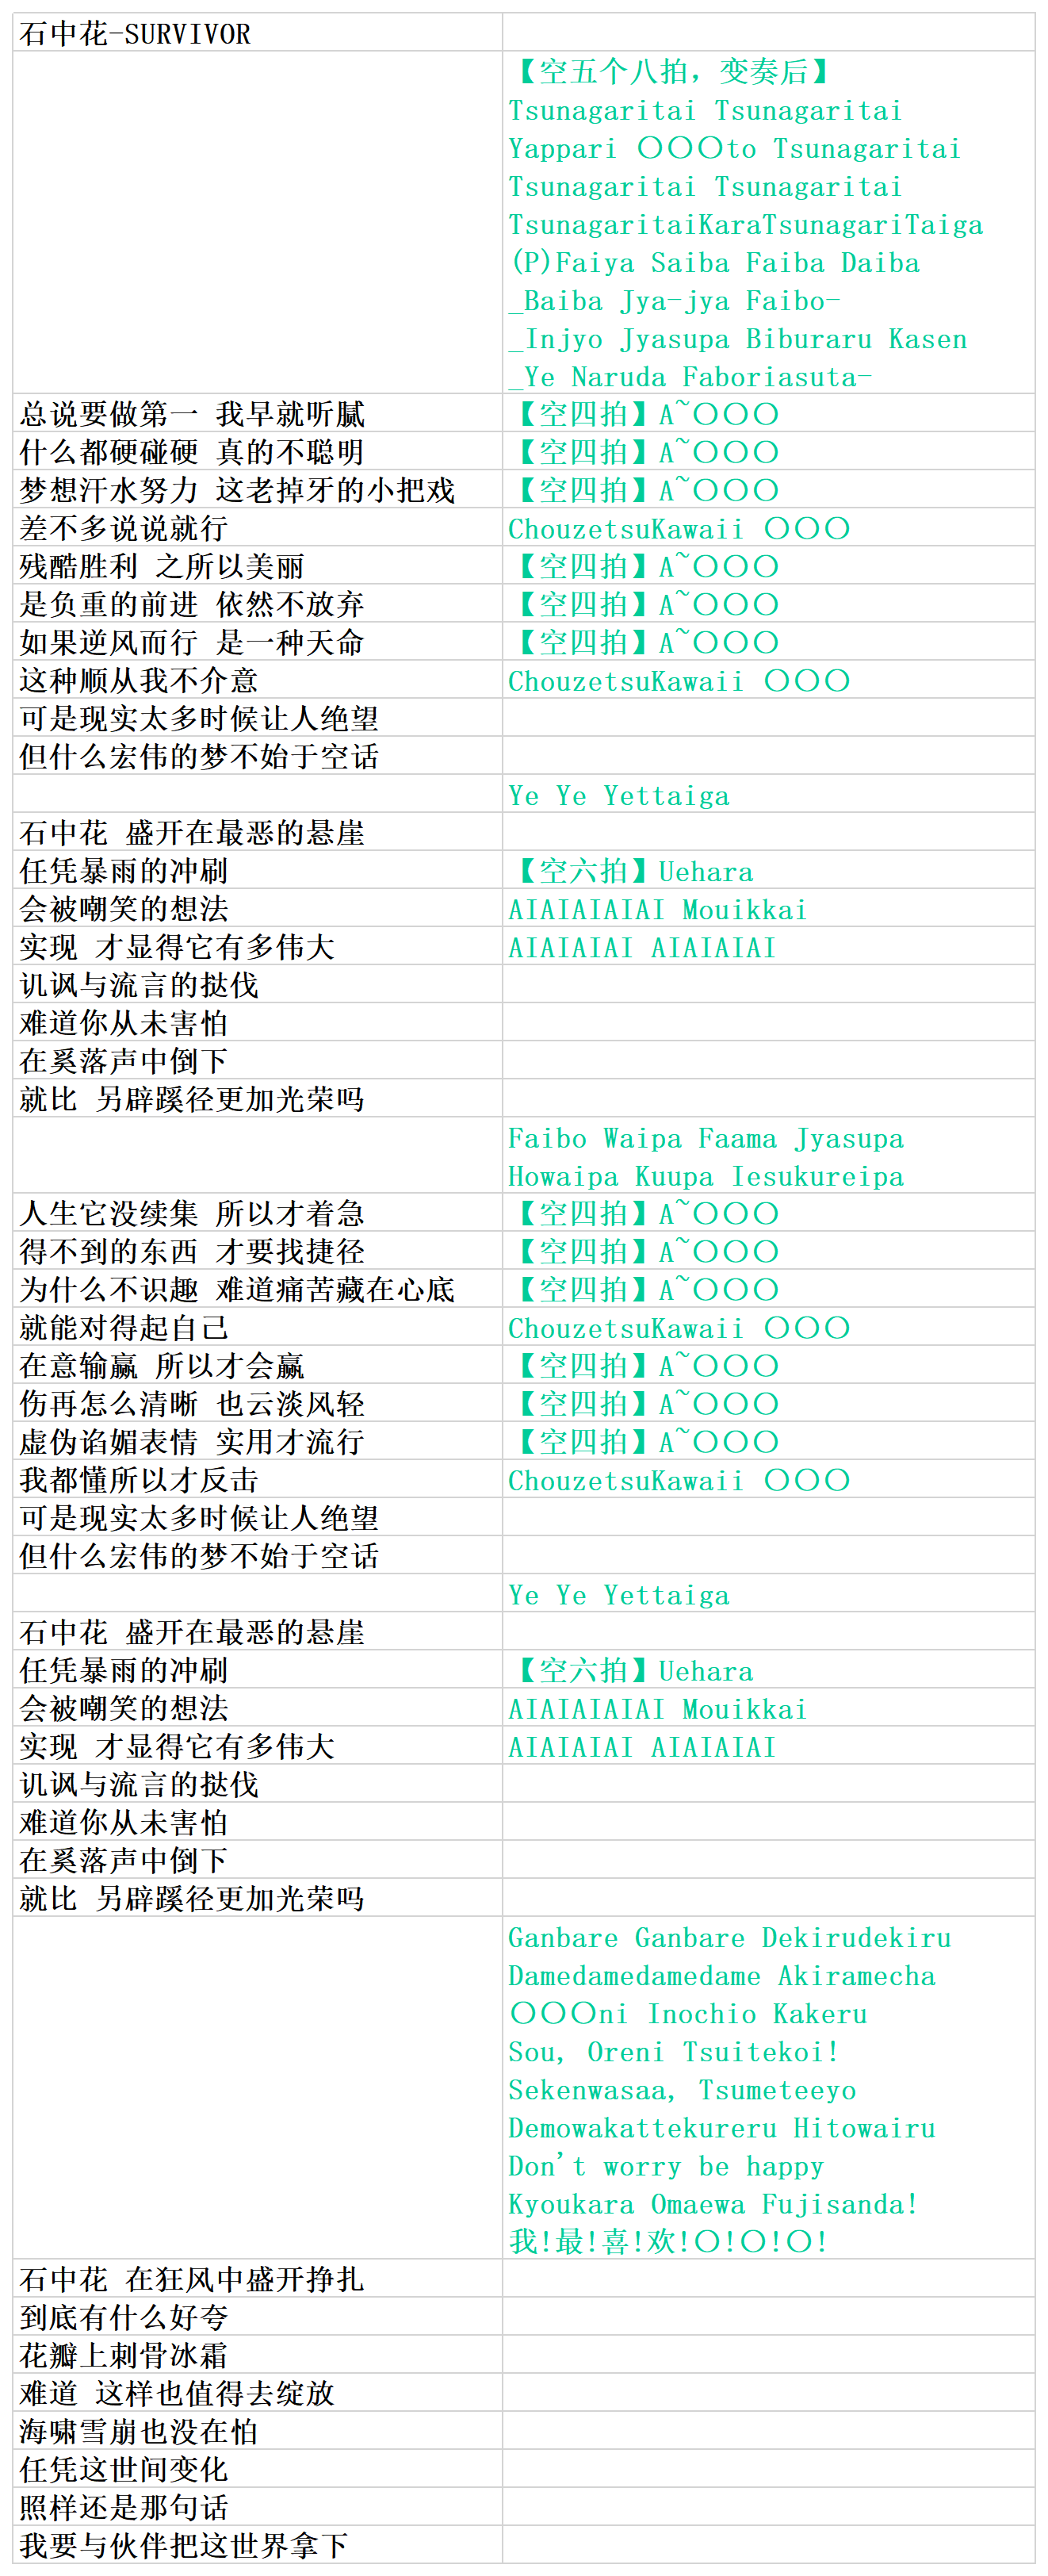 石中花-SURVIVOR
【空五个八拍，变奏后】
Tsunagaritai Tsunagaritai
Yappari 〇〇〇to Tsunagaritai
Tsunagaritai Tsunagaritai
TsunagaritaiKaraTsunagariTaiga
(P)Faiya Saiba Faiba Daiba
_Baiba Jya-jya Faibo-
_Injyo Jyasupa Biburaru Kasen
_Ye Naruda Faboriasuta-
总说要做第一 我早就听腻 【空四拍】A~〇〇〇
什么都硬碰硬 真的不聪明 【空四拍】A~〇〇〇
梦想汗水努力 这老掉牙的小把戏 【空四拍】A~〇〇〇
差不多说说就行 ChouzetsuKawaii 〇〇〇
残酷胜利 之所以美丽 【空四拍】A~〇〇〇
是负重的前进 依然不放弃 【空四拍】A~〇〇〇
如果逆风而行 是一种天命 【空四拍】A~〇〇〇
这种顺从我不介意 ChouzetsuKawaii 〇〇〇
可是现实太多时候让人绝望
但什么宏伟的梦不始于空话
Ye Ye Yettaiga
石中花 盛开在最恶的悬崖
任凭暴雨的冲刷 【空六拍】Uehara
会被嘲笑的想法 AIAIAIAIAI Mouikkai
实现 才显得它有多伟大 AIAIAIAI AIAIAIAI
讥讽与流言的挞伐
难道你从未害怕
在奚落声中倒下
就比 另辟蹊径更加光荣吗
Faibo Waipa Faama Jyasupa
Howaipa Kuupa Iesukureipa
人生它没续集 所以才着急 【空四拍】A~〇〇〇
得不到的东西 才要找捷径 【空四拍】A~〇〇〇
为什么不识趣 难道痛苦藏在心底 【空四拍】A~〇〇〇
就能对得起自己 ChouzetsuKawaii 〇〇〇
在意输赢 所以才会赢 【空四拍】A~〇〇〇
伤再怎么清晰 也云淡风轻 【空四拍】A~〇〇〇
虚伪谄媚表情 实用才流行 【空四拍】A~〇〇〇
我都懂所以才反击 ChouzetsuKawaii 〇〇〇
可是现实太多时候让人绝望
但什么宏伟的梦不始于空话
Ye Ye Yettaiga
石中花 盛开在最恶的悬崖
任凭暴雨的冲刷 【空六拍】Uehara
会被嘲笑的想法 AIAIAIAIAI Mouikkai
实现 才显得它有多伟大 AIAIAIAI AIAIAIAI
讥讽与流言的挞伐
难道你从未害怕
在奚落声中倒下
就比 另辟蹊径更加光荣吗
Ganbare Ganbare Dekirudekiru
Damedamedamedame Akiramecha
〇〇〇ni Inochio Kakeru
Sou, Oreni Tsuitekoi!
Sekenwasaa, Tsumeteeyo
Demowakattekureru Hitowairu
Don't worry be happy
Kyoukara Omaewa Fujisanda!
我!最!喜!欢!〇!〇!〇!
石中花 在狂风中盛开挣扎
到底有什么好夸
花瓣上刺骨冰霜
难道 这样也值得去绽放
海啸雪崩也没在怕
任凭这世间变化
照样还是那句话
我要与伙伴把这世界拿下